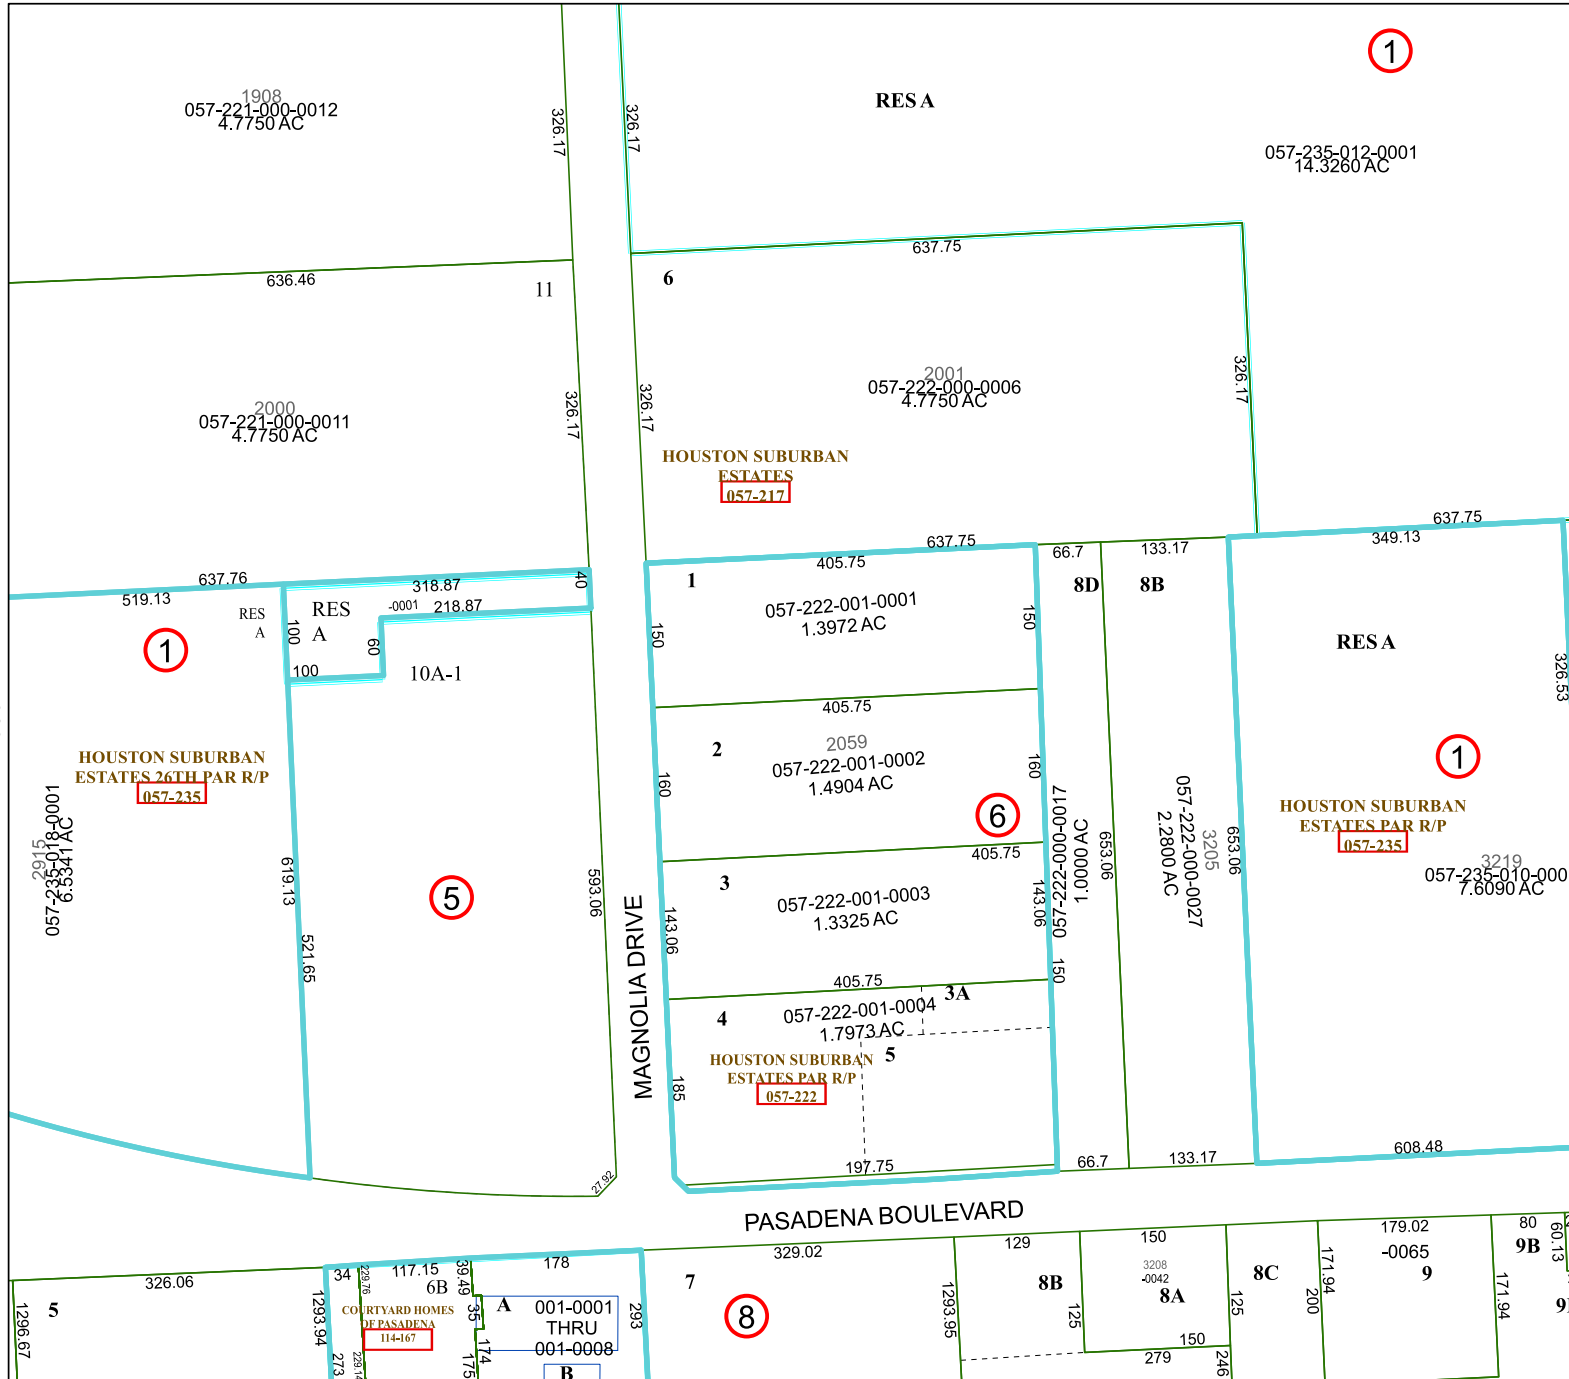 1
RES A
1908
057-221-000-0012
4.7750 AC
326.17
326.17
057-235-012-0001
14.3260 AC
637.75
636.46
11
6
2000
057-221-000-0011
4.7750 AC
326.17
326.17
2001
057-222-000-0006
4.7750 AC
326.17
HOUSTON SUBURBAN
ESTATES
057-217
637.75
349.13
637.75
405.75
66.7
133.17
637.76
519.13
318.87
40
RES
A
100
RES
A
-0001
218.87
60
100
10A-1
1
1
057-222-001-0001
1.3972 AC
150
150
8D
8B
RES A
326.53
405.75
2
2059
057-222-001-0002
1.4904 AC
160
160
HOUSTON SUBURBAN
ESTATES 26TH PAR R/P
057-235
2915
057-235-018-0001
6.5341 AC
619.13
521.65
5
593.06
6
405.75
3
057-222-001-0003
1.3325 AC
143.06
143.06
057-222-000-0017
1.0000 AC
653.06
3205
057-222-000-0027
2.2800 AC
653.06
1
HOUSTON SUBURBAN
ESTATES PAR R/P
057-235
3219
057-235-010-000
7.6090 AC
MAGNOLIA DRIVE
405.75
150
3A
4
057-222-001-0004
1.7973 AC
5
HOUSTON SUBURBAN
ESTATES PAR R/P
057-222
185
197.75
66.7
133.17
608.48
27.92
PASADENA BOULEVARD
326.06
34
117.15
178
329.02
129
150
179.02
80
60.13
5
1296.67
1293.94
273
229.76
229.14
6B
39.49
35
174
175
COURTYARD HOMES
OF PASADENA
114-167
A
001-0001
THRU
001-0008
B
293
7
8
1293.95
8B
125
3208
-0042
8A
150
279
125
246
8C
171.94
200
-0065
9
171.94
9B